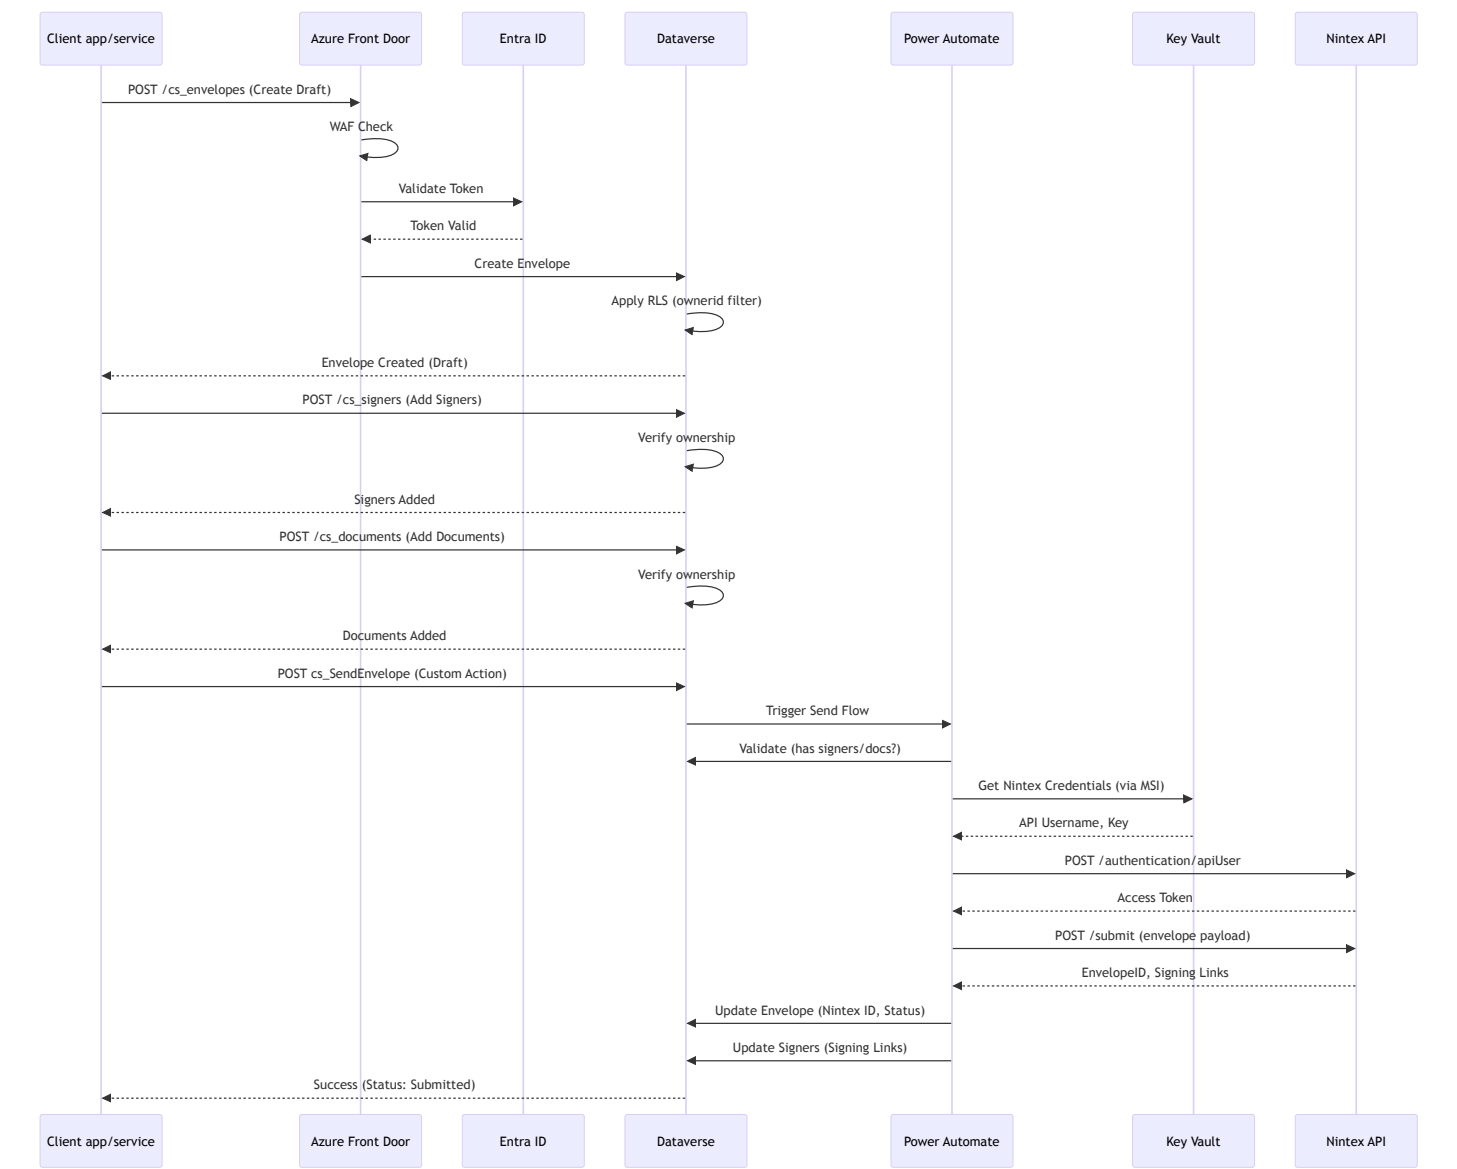 Client app/service
Azure Front Door
Entra ID
Dataverse
Power Automate
Key Vault
Nintex API
POST /cs_envelopes (Create Draft)
WAF Check
Validate Token
Token Valid
Create Envelope
Apply RLS (ownerid filter)
Envelope Created (Draft)
POST /cs_signers (Add Signers)
Verify ownership
Signers Added
POST /cs_documents (Add Documents)
Verify ownership
Documents Added
POST cs_SendEnvelope (Custom Action)
Trigger Send Flow
Validate (has signers/docs?)
Get Nintex Credentials (via MSI)
API Username, Key
POST /authentication/apiUser
Access Token
POST /submit (envelope payload)
EnvelopeID, Signing Links
Update Envelope (Nintex ID, Status)
Update Signers (Signing Links)
Success (Status: Submitted)
Client app/service
Azure Front Door
Entra ID
Dataverse
Power Automate
Key Vault
Nintex API